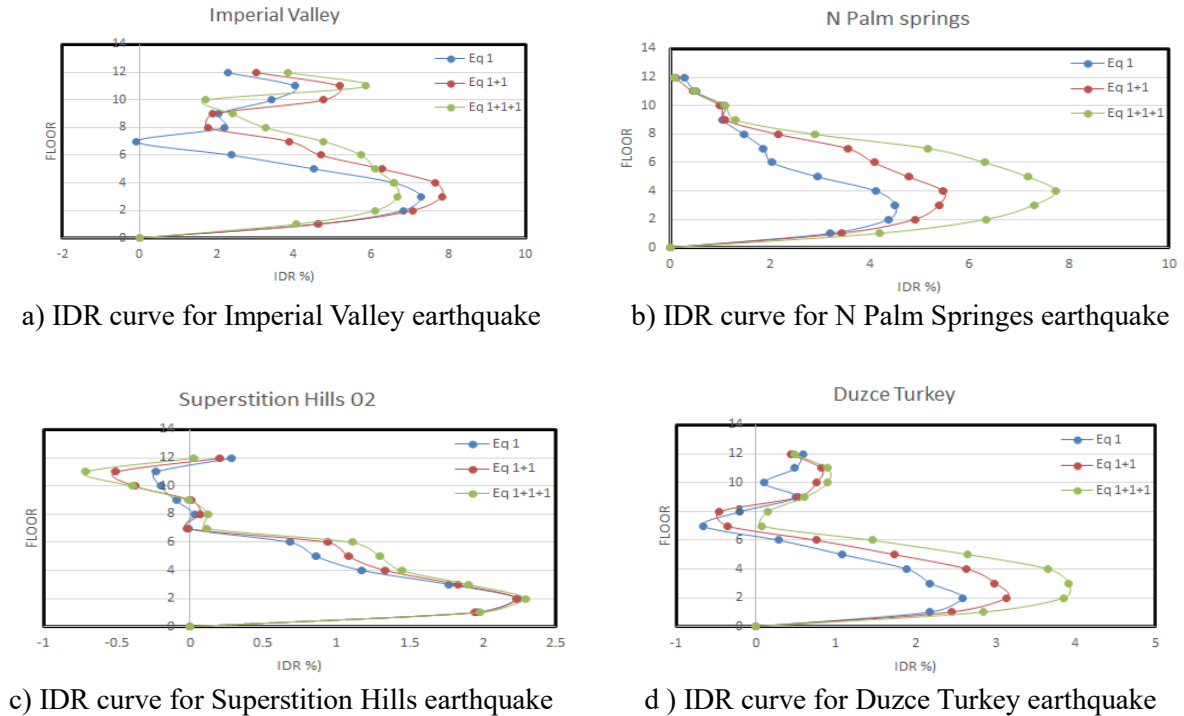 Imperial Valley
14
12
10
8
6
4
2
0
FLOOR
-2 0 2 4 6 8 10
IDR %)
Eq 1
Eq 1+1
Eq 1+1+1
a) IDR curve for Imperial Valley earthquake
N Palm springs
14
12
10
8
6
4
2
0
FLOOR
0 2 4 6 8 10
IDR %)
Eq 1
Eq 1+1
Eq 1+1+1
b) IDR curve for N Palm Springes earthquake
Superstition Hills 02
14
12
10
8
6
4
2
0
FLOOR
-1 -0.5 0 0.5 1 1.5 2 2.5
IDR %)
Eq 1
Eq 1+1
Eq 1+1+1
c) IDR curve for Superstition Hills earthquake
Duzce Turkey
14
12
10
8
6
4
2
0
FLOOR
-1 0 1 2 3 4 5
IDR %)
Eq 1
Eq 1+1
Eq 1+1+1
d ) IDR curve for Duzce Turkey earthquake